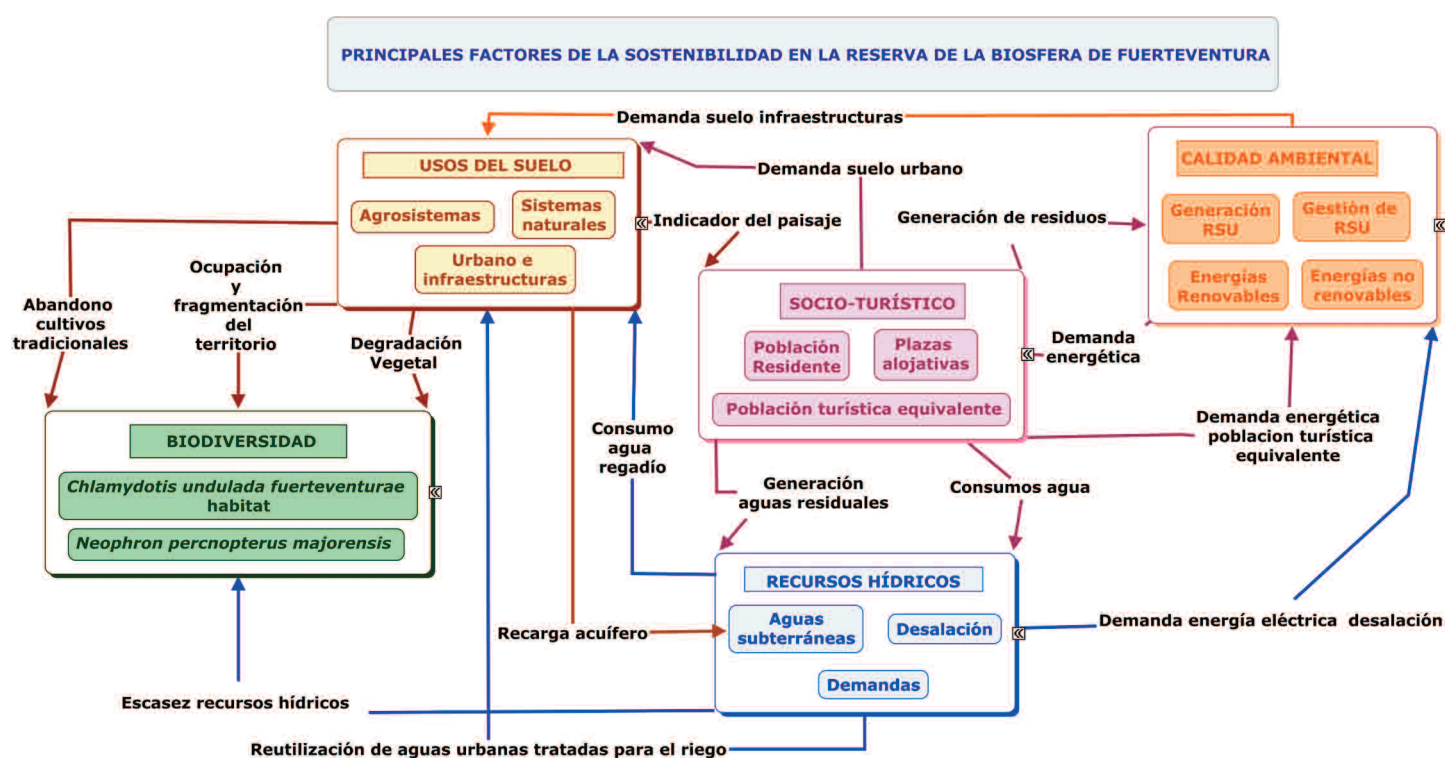 PRINCIPALES FACTORES DE LA SOSTENIBILIDAD EN LA RESERVA DE LA BIOSFERA DE FUERTEVENTURA
Demanda suelo infraestructuras
USOS DEL SUELO
Agrosistemas
Sistemas
naturales
Urbano e
infraestructuras
Demanda suelo urbano
Indicador del paisaje
Generación de residuos
CALIDAD AMBIENTAL
Generación
RSU
Gestión de
RSU
Energías
Renovables
Energías no
renovables
Abandono
cultivos
tradicionales
Ocupación
y
fragmentación
del
territorio
Degradación
Vegetal
SOCIO-TURÍSTICO
Población
Residente
Plazas
alojativas
Población turística equivalente
Demanda
energética
Demanda energética
poblacion turística
equivalente
BIODIVERSIDAD
Chlamydotis undulada fuerteventurae
habitat
Neophron percnopterus majorensis
Consumo
agua
regadío
Generación
aguas residuales
Consumos agua
RECURSOS HÍDRICOS
Aguas
subterráneas
Desalación
Demandas
Recarga acuífero
Demanda energía eléctrica desalación
Escasez recursos hídricos
Reutilización de aguas urbanas tratadas para el riego